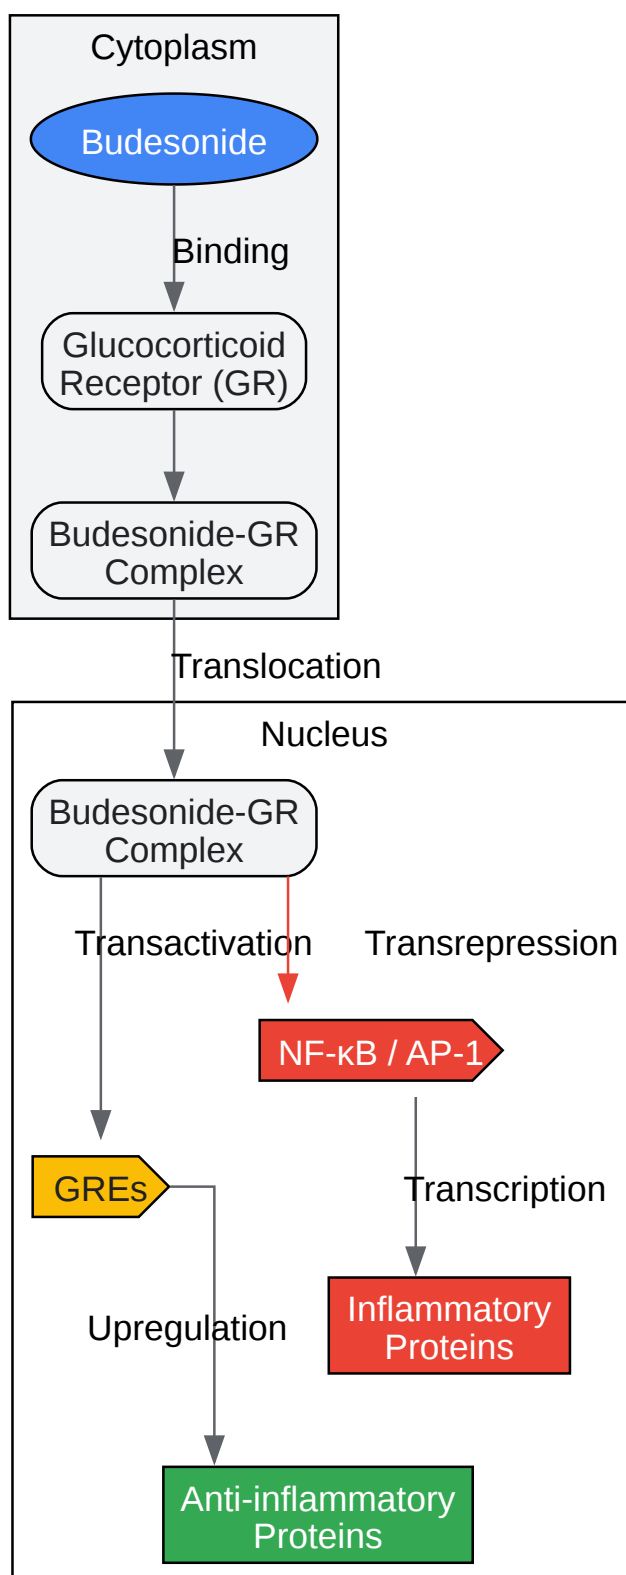 Cytoplasm
Budesonide
Binding
Glucocorticoid
Receptor (GR)
Budesonide-GR
Complex
Translocation
Nucleus
Budesonide-GR
Complex
Transactivation
Transrepression
NF-κB / AP-1
GREs
Transcription
Inflammatory
Proteins
Upregulation
Anti-inflammatory
Proteins